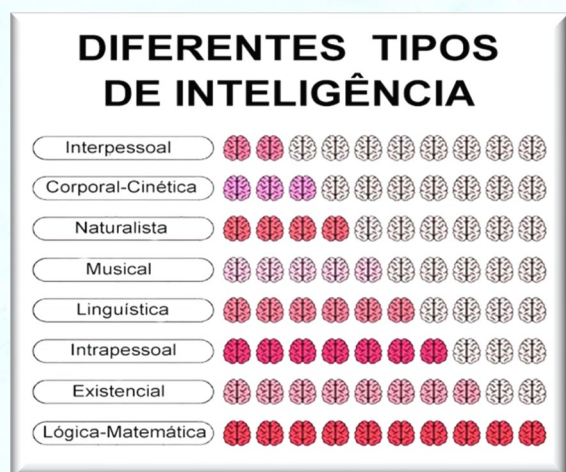 DIFERENTES TIPOS
DE INTELIGÊNCIA
Interpessoal
Corporal-Cinética
Naturalista
Musical
Linguística
Intrapessoal
Existencial
Lógica-Matemática